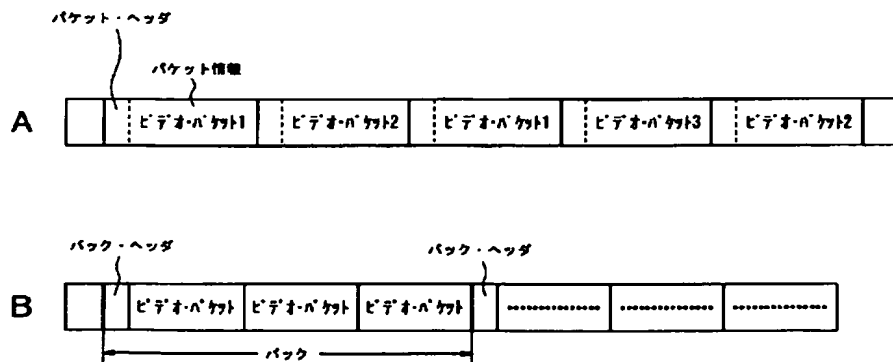 パケット・ヘッダ
パケット情報
A
ビデオ・パケット1 ビデオ・パケット2 ビデオ・パケット1 ビデオ・パケット3 ビデオ・パケット2
パック・ヘッダ パック・ヘッダ
B
ビデオ・パケット ビデオ・パケット ビデオ・パケット
パック